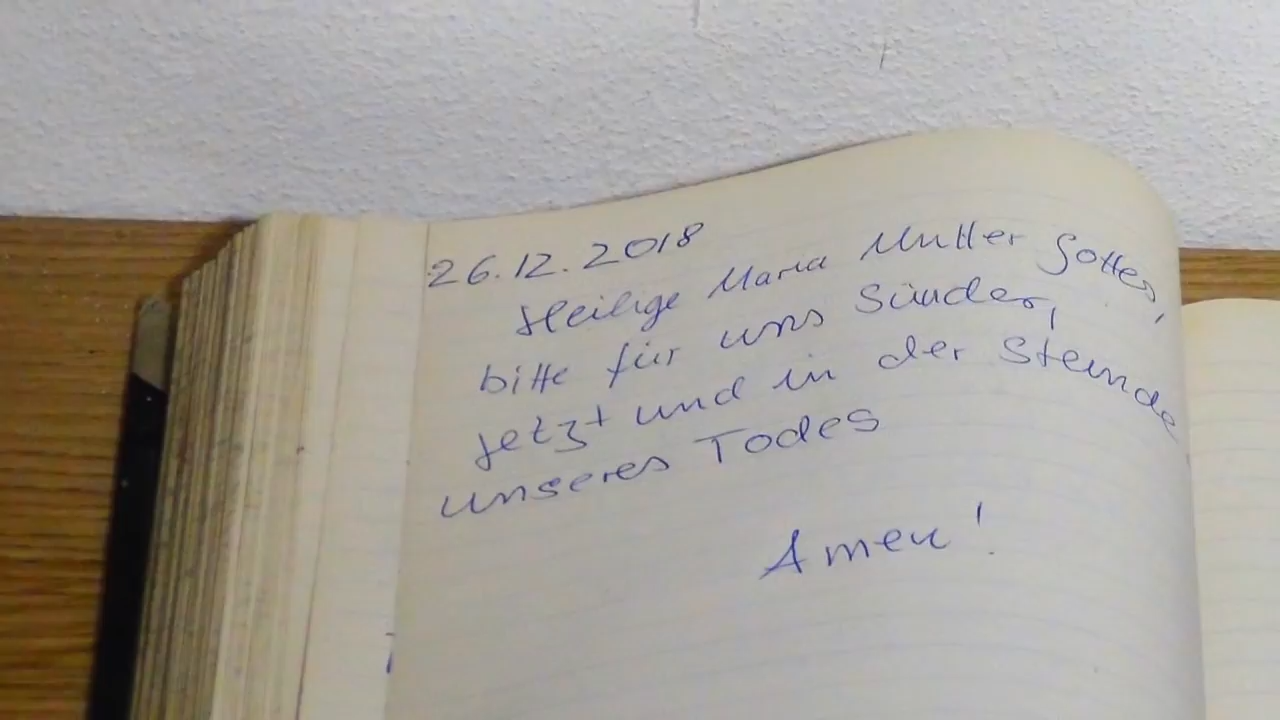 26.12.2018
Heilige Maria Mutter Gottes,
bitte für uns Sünder,
jetzt und in der Stunde
unseres Todes
Amen!